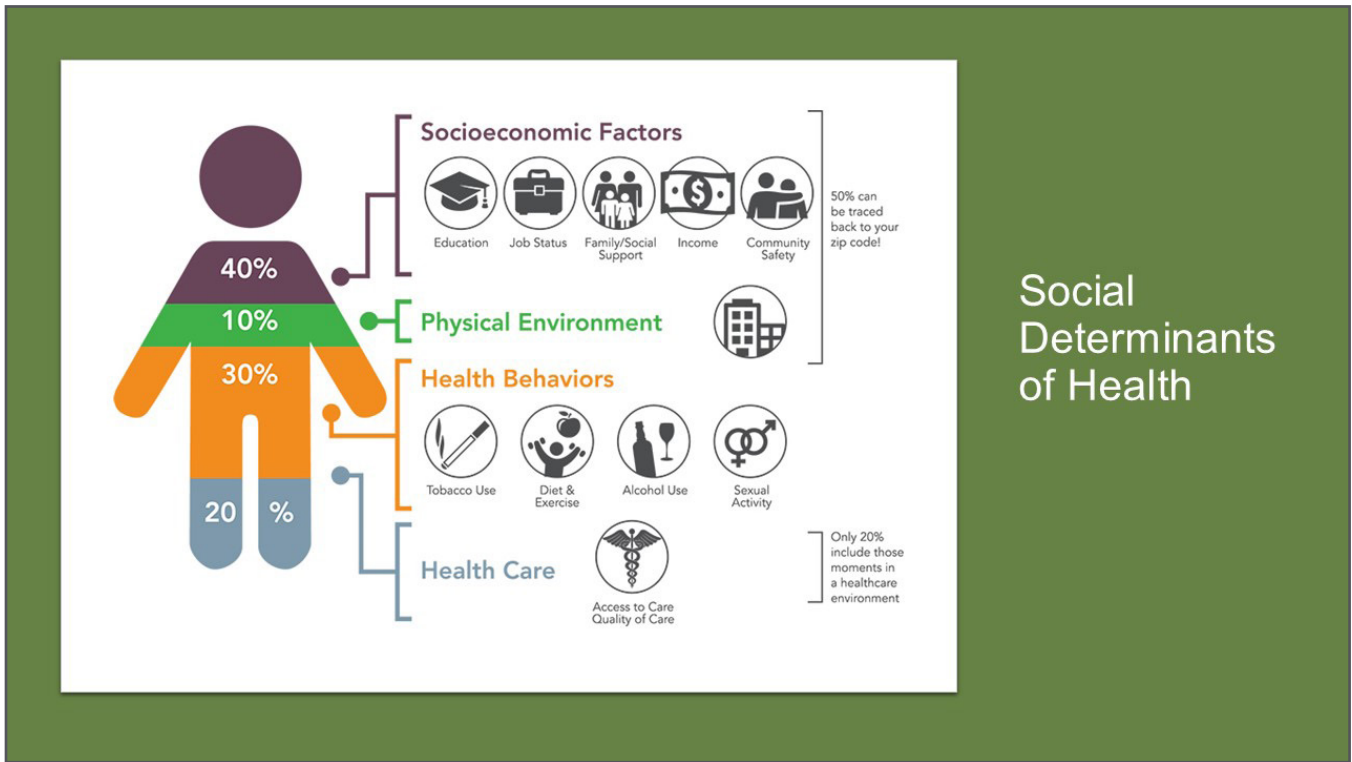 Socioeconomic Factors
Education
Job Status
Family/Social
Support
Income
Community
Safety
50% can
be traced
back to your
zip code!
40%
10%
Physical Environment
30%
Health Behaviors
Tobacco Use
Diet &
Exercise
Alcohol Use
Sexual
Activity
20 %
Health Care
Access to Care
Quality of Care
Only 20%
include those
moments in
a healthcare
environment
Social
Determinants
of Health